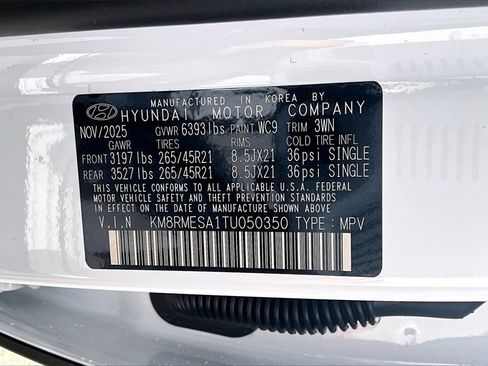 MANUFACTURED IN KOREA BY
HYUNDAI MOTOR COMPANY
NOV/2025 GVWR 6393lbs PAINT WC9 TRIM 3WN
GAWR TIRES RIMS COLD TIRE INFL
FRONT 3197 lbs 265/45R21 8.5JX21 36psi SINGLE
REAR 3527 lbs 265/45R21 8.5JX21 36psi SINGLE
THIS VEHICLE CONFORMS TO ALL APPLICABLE U.S.A. FEDERAL
MOTOR VEHICLE SAFETY AND THEFT PREVENTION STANDARDS
IN EFFECT ON THE DATE OF MANUFACTURE SHOWN ABOVE.
V.I.N KM8RMESA1TU050350 TYPE : MPV